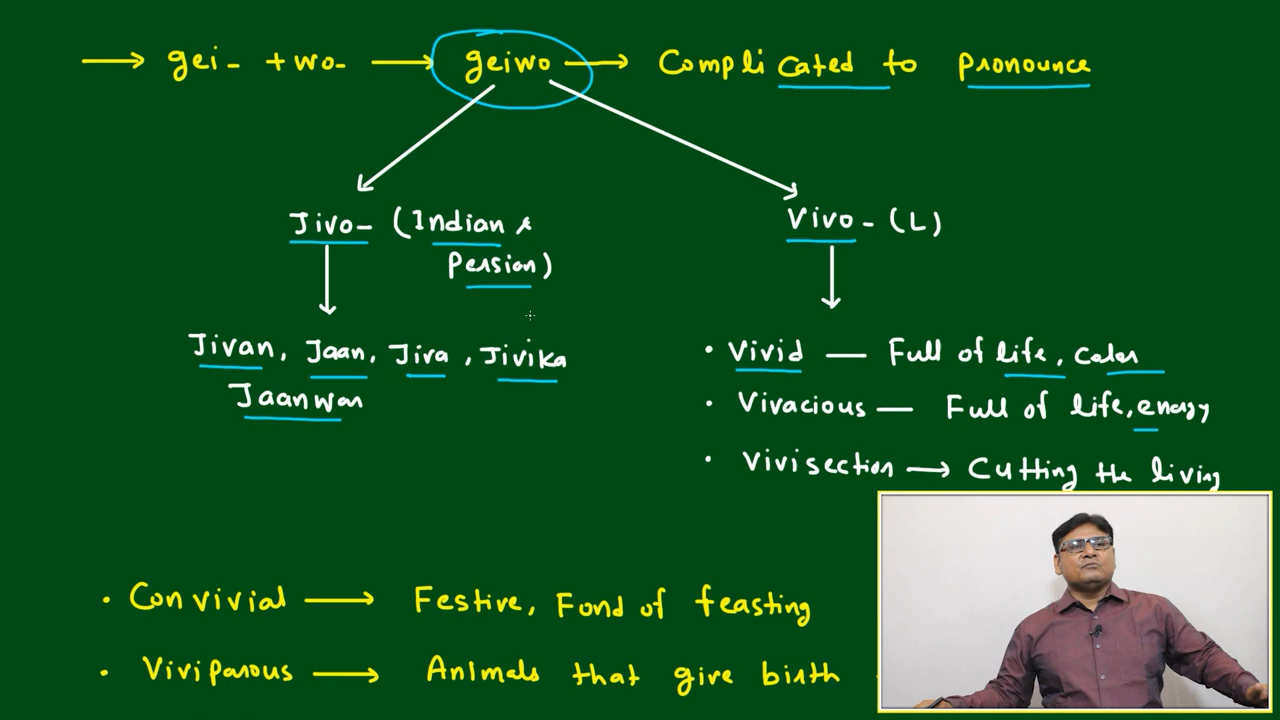 → gei- +wo- → geiwo → Complicated to pronounce
Jivo- (Indian &
Persian)
Vivo- (L)
Jivan, Jaan, Jira, Jivika
Jaanwar
• Vivid — Full of life, color
• Vivacious — Full of life, energy
• Vivisection → Cutting the living
• Convivial → Festive, Fond of feasting
• Viviparous → Animals that give birth